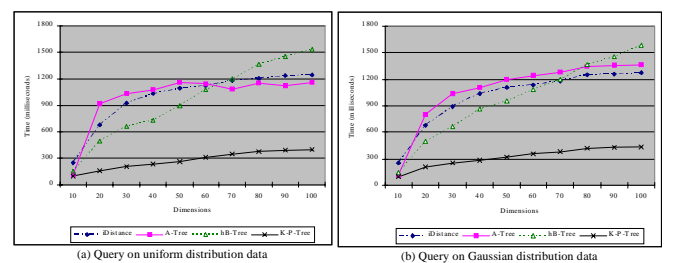 1800
1500
1200
900
600
300
0
Time (milliseconds)
10 20 30 40 50 60 70 80 90 100
Dimensions
iDistance A-Tree hB-Tree K-P-Tree
(a) Query on uniform distribution data
1800
1500
1200
900
600
300
0
Time (milliseconds)
10 20 30 40 50 60 70 80 90 100
Dimensions
iDistance A-Tree hB-Tree K-P-Tree
(b) Query on Gaussian distribution data